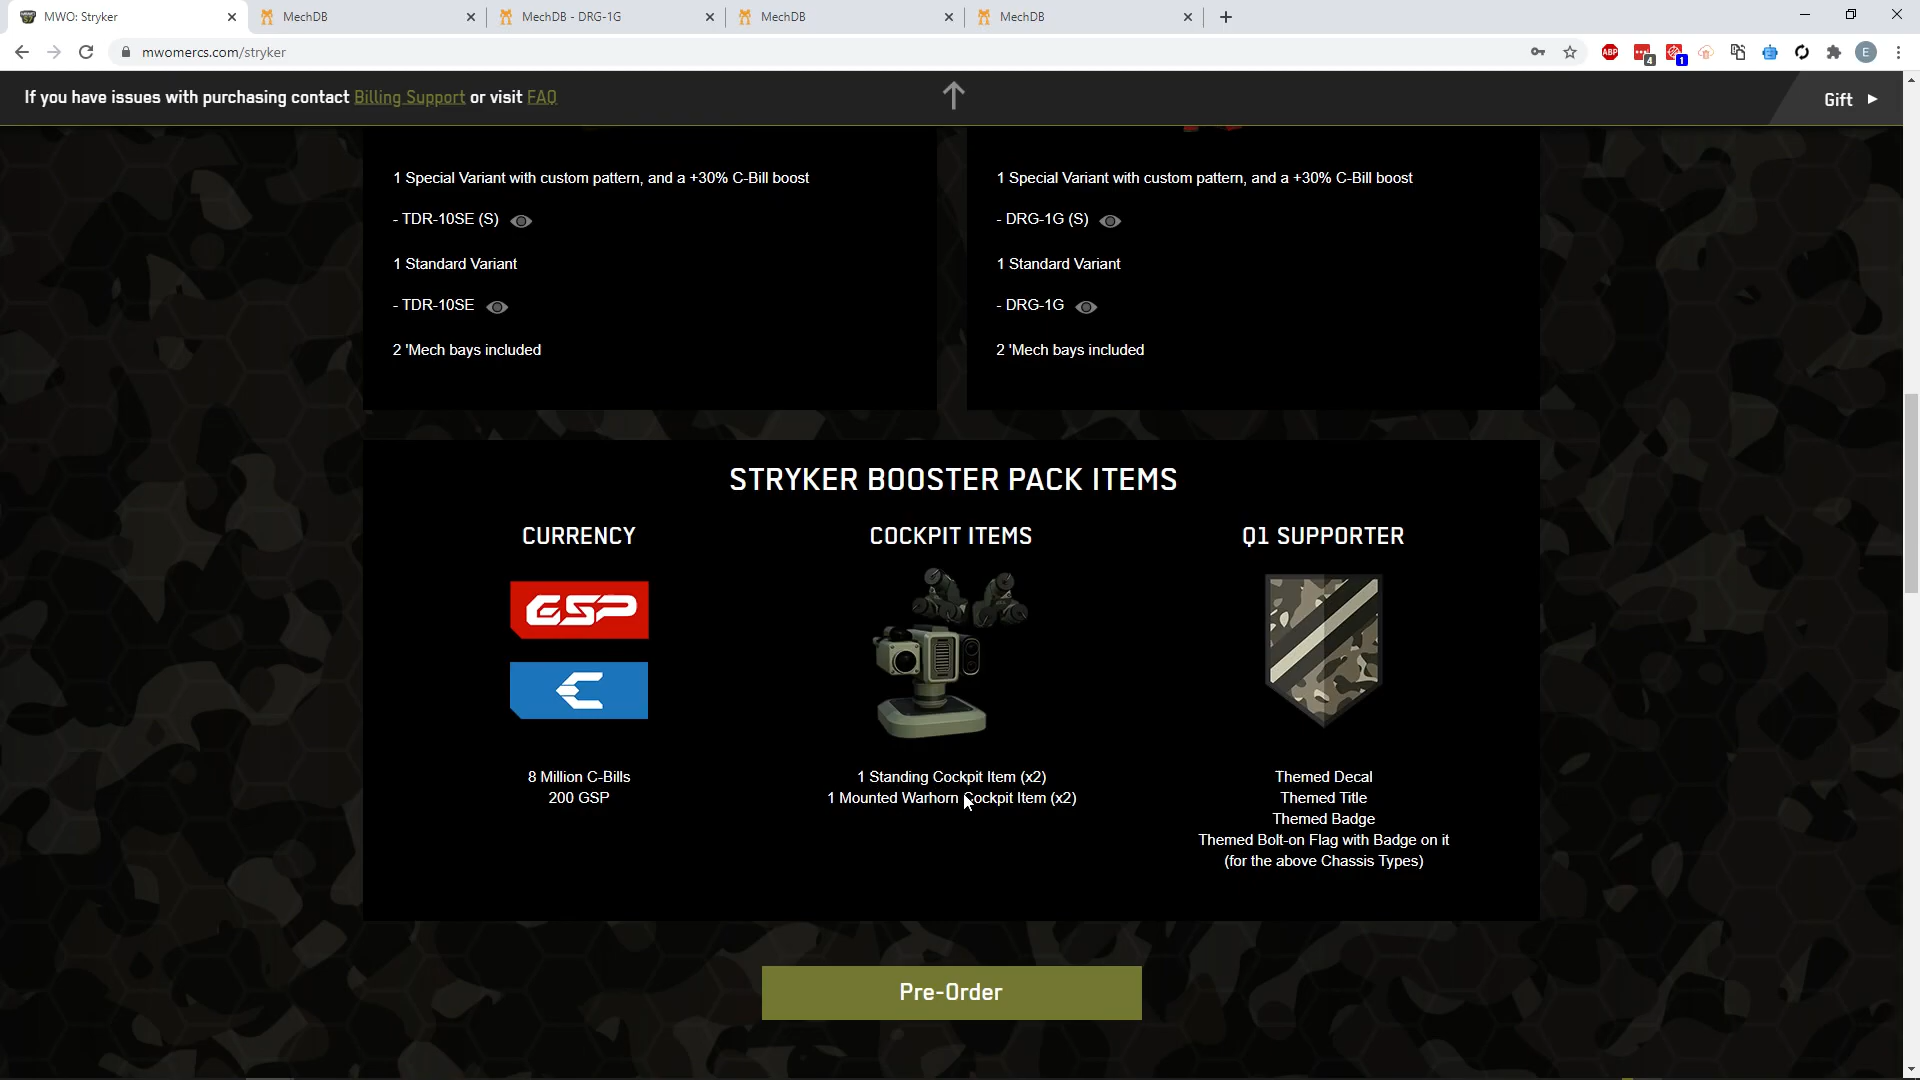 MWO: Stryker
MechDB
MechDB - DRG-1G
MechDB
MechDB
mwomercs.com/stryker
ABP
4
1
E
If you have issues with purchasing contact Billing Support or visit FAQ
Gift
1 Special Variant with custom pattern, and a +30% C-Bill boost
- TDR-10SE (S)
1 Standard Variant
- TDR-10SE
2 'Mech bays included
1 Special Variant with custom pattern, and a +30% C-Bill boost
- DRG-1G (S)
1 Standard Variant
- DRG-1G
2 'Mech bays included
STRYKER BOOSTER PACK ITEMS
CURRENCY
GSP
8 Million C-Bills
200 GSP
COCKPIT ITEMS
1 Standing Cockpit Item (x2)
1 Mounted Warhorn Cockpit Item (x2)
Q1 SUPPORTER
Themed Decal
Themed Title
Themed Badge
Themed Bolt-on Flag with Badge on it
(for the above Chassis Types)
Pre-Order